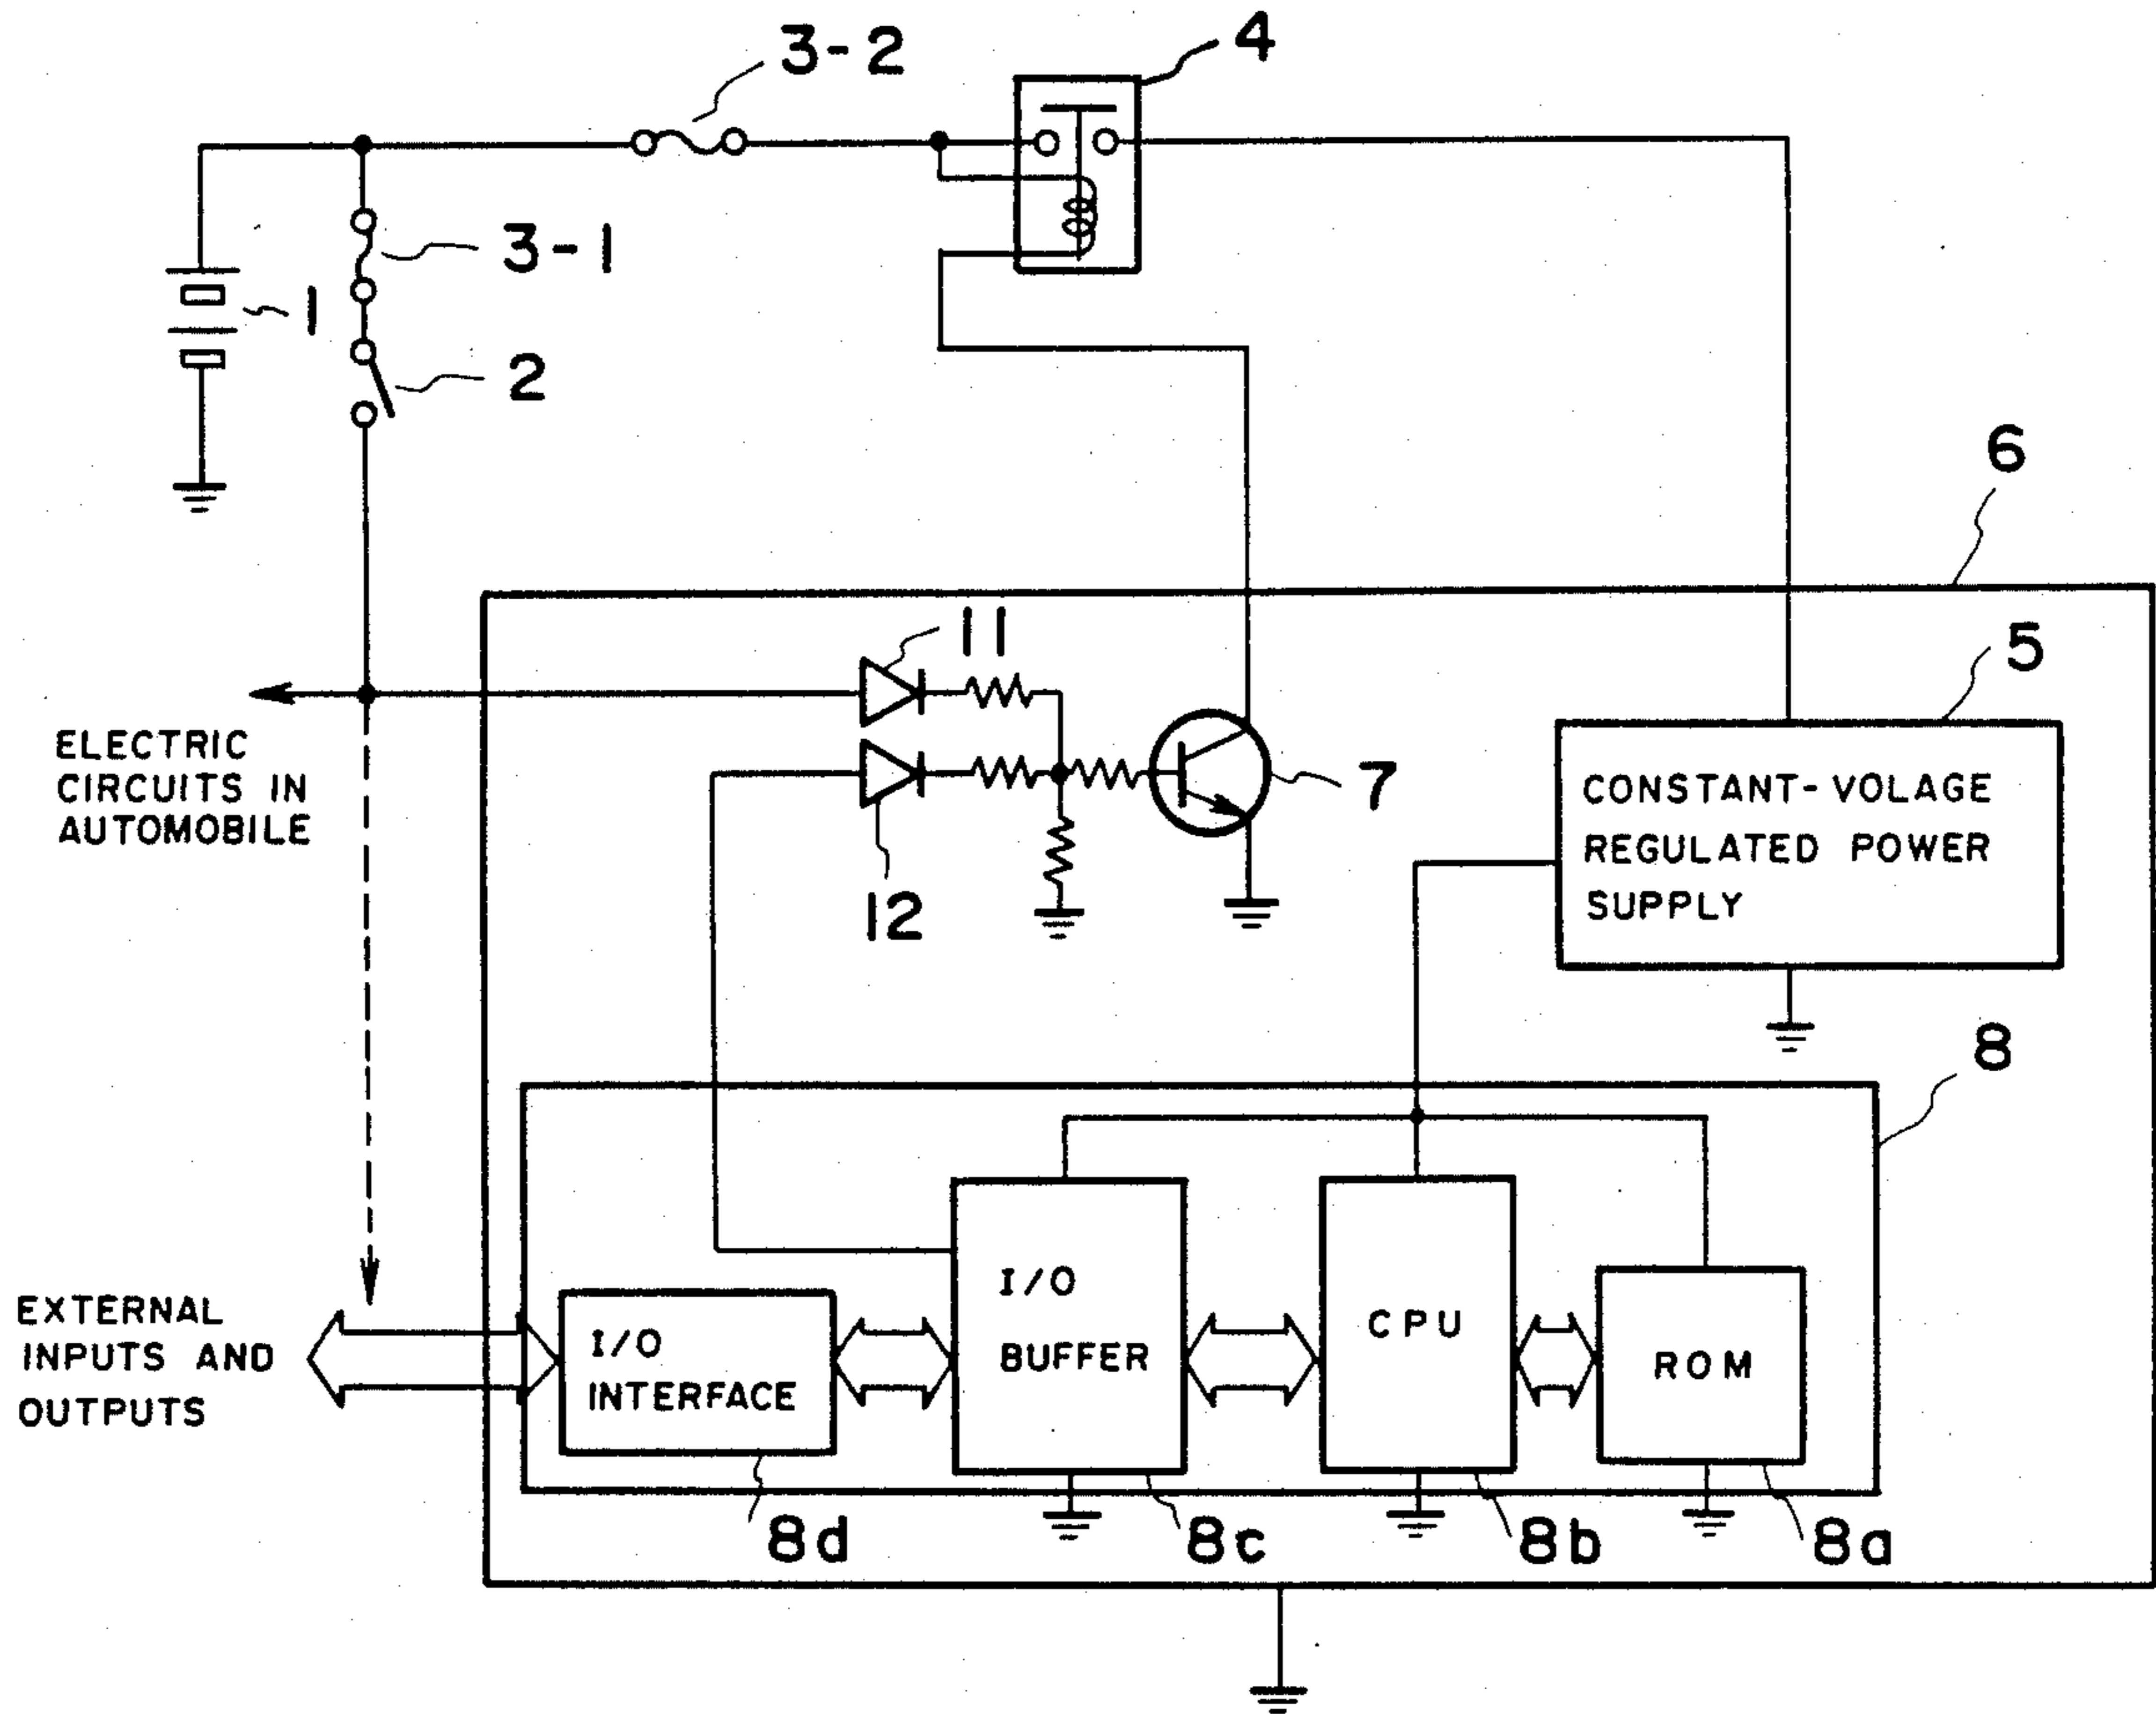 3-2
4
3-1
1
2
6
11
5
ELECTRIC
CIRCUITS IN
AUTOMOBILE
7
CONSTANT-VOLAGE
REGULATED POWER
SUPPLY
12
8
EXTERNAL
INPUTS AND
OUTPUTS
I/O
INTERFACE
I/O
BUFFER
CPU
ROM
8d
8c
8b
8a